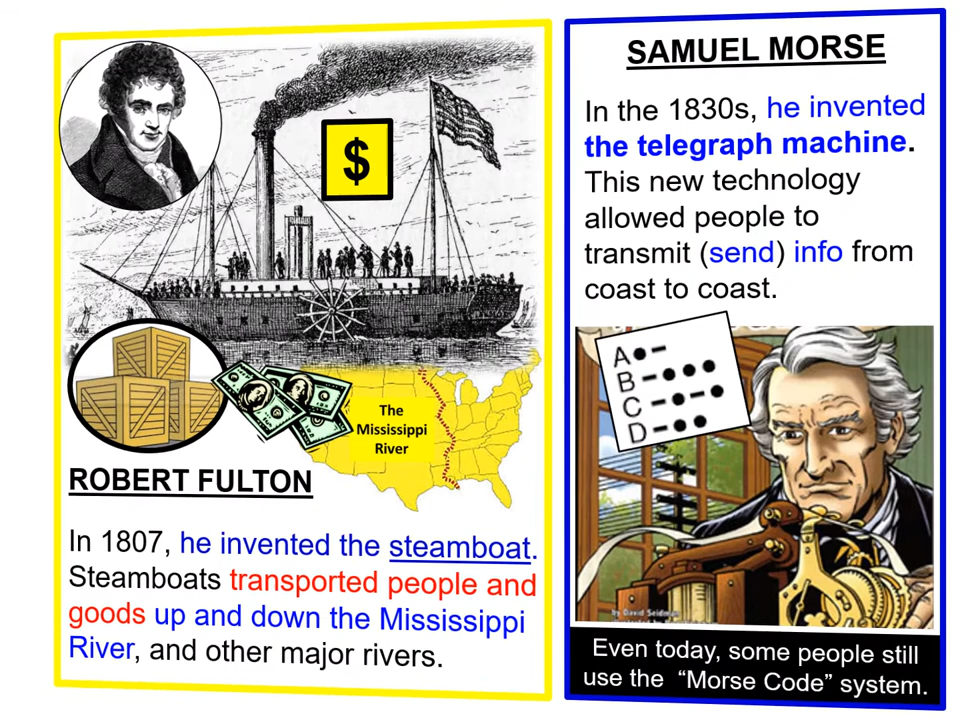 $
The
Mississippi
River
ROBERT FULTON
In 1807, he invented the steamboat.
Steamboats transported people and
goods up and down the Mississippi
River, and other major rivers.
SAMUEL MORSE
In the 1830s, he invented
the telegraph machine.
This new technology
allowed people to
transmit (send) info from
coast to coast.
A●−
B−●●●
C−●−●
D−●●
by David Seidman
Even today, some people still
use the “Morse Code” system.